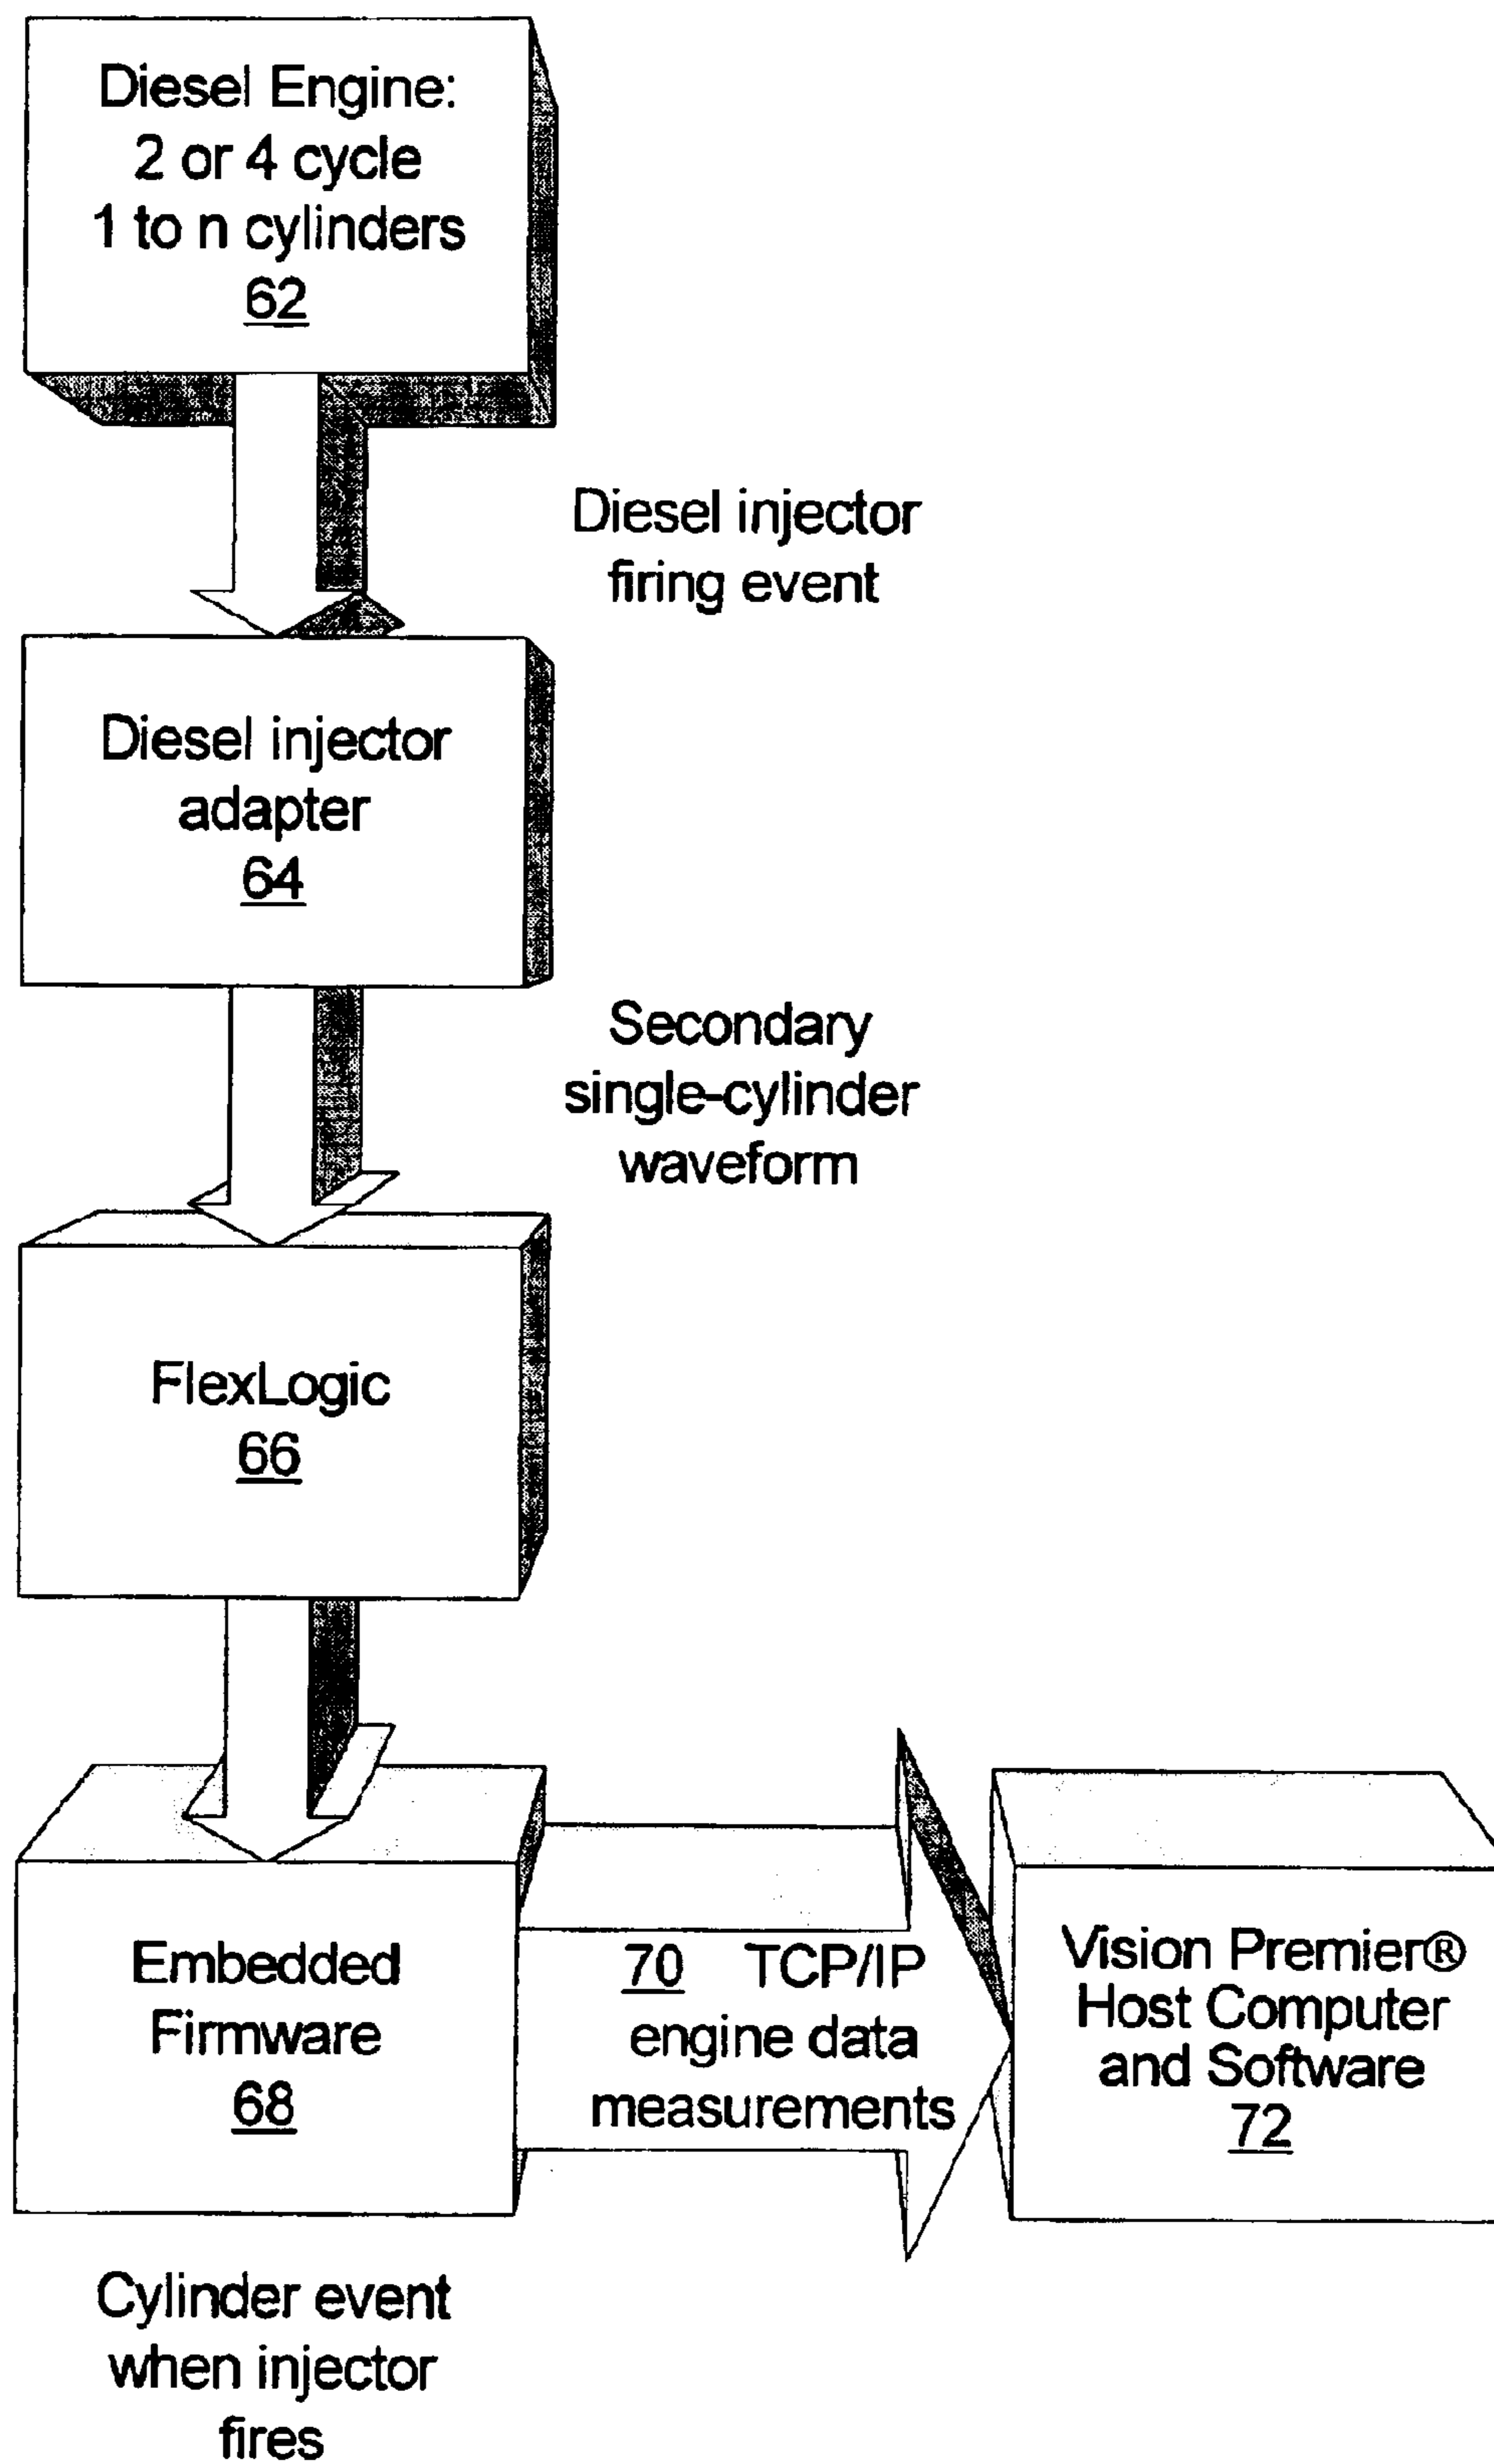 Diesel Engine:
2 or 4 cycle
1 to n cylinders
62
Diesel injector
firing event
Diesel injector
adapter
64
Secondary
single-cylinder
waveform
FlexLogic
66
Embedded
Firmware
68
70 TCP/IP
engine data
measurements
Vision Premier®
Host Computer
and Software
72
Cylinder event
when injector
fires